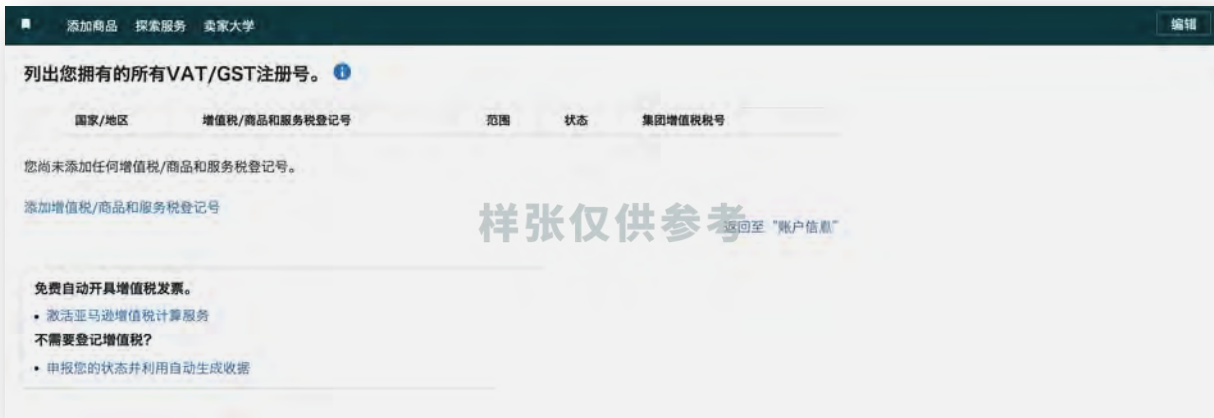 添加商品 探索服务 卖家大学 编辑
列出您拥有的所有VAT/GST注册号。
国家/地区 增值税/商品和服务税登记号 范围 状态 集团增值税税号
您尚未添加任何增值税/商品和服务税登记号。
添加增值税/商品和服务税登记号
样张仅供参考
返回至“账户信息”
免费自动开具增值税发票。
• 激活亚马逊增值税计算服务
不需要登记增值税?
• 申报您的状态并利用自动生成收据